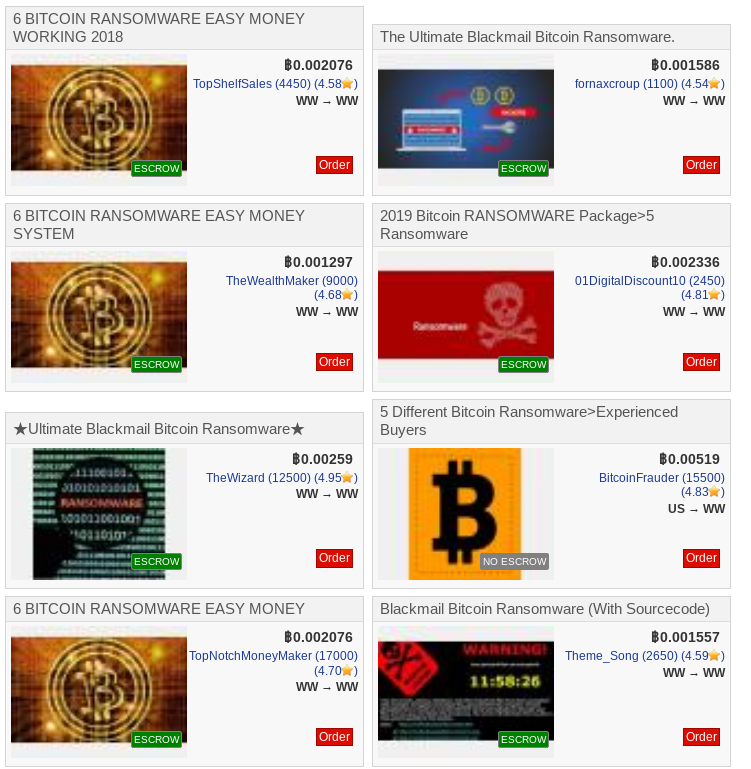 6 BITCOIN RANSOMWARE EASY MONEY
WORKING 2018
฿0.002076
TopShelfSales (4450) (4.58⭐)
WW → WW
ESCROW
Order
The Ultimate Blackmail Bitcoin Ransomware.
฿0.001586
fornaxcroup (1100) (4.54⭐)
WW → WW
ESCROW
Order
6 BITCOIN RANSOMWARE EASY MONEY
SYSTEM
฿0.001297
TheWealthMaker (9000)
(4.68⭐)
WW → WW
ESCROW
Order
2019 Bitcoin RANSOMWARE Package>5
Ransomware
฿0.002336
01DigitalDiscount10 (2450)
(4.81⭐)
WW → WW
Ransomware
ESCROW
Order
★Ultimate Blackmail Bitcoin Ransomware★
฿0.00259
TheWizard (12500) (4.95⭐)
WW → WW
RANSOMWARE
ESCROW
Order
5 Different Bitcoin Ransomware>Experienced
Buyers
฿0.00519
BitcoinFrauder (15500)
(4.83⭐)
US → WW
NO ESCROW
Order
6 BITCOIN RANSOMWARE EASY MONEY
฿0.002076
TopNotchMoneyMaker (17000)
(4.70⭐)
WW → WW
ESCROW
Order
Blackmail Bitcoin Ransomware (With Sourcecode)
฿0.001557
Theme_Song (2650) (4.59⭐)
WW → WW
WARNING!
11:58:26
ESCROW
Order